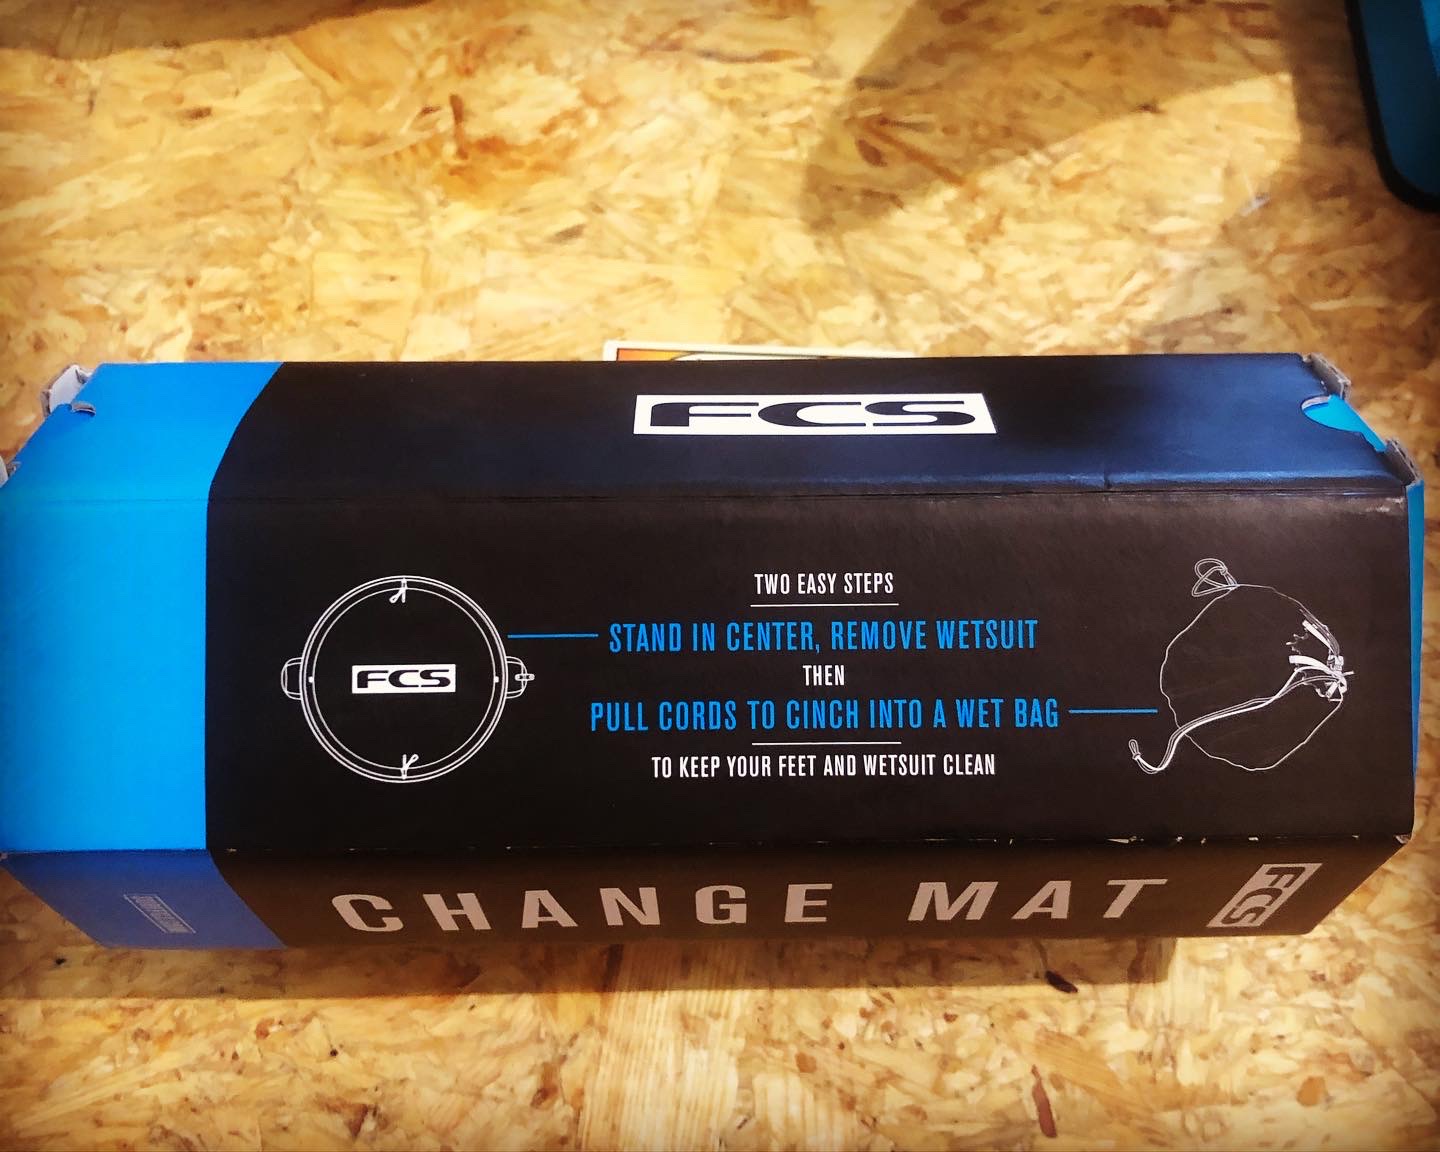 FCS
TWO EASY STEPS
STAND IN CENTER, REMOVE WETSUIT
THEN
PULL CORDS TO CINCH INTO A WET BAG
TO KEEP YOUR FEET AND WETSUIT CLEAN
FCS
CHANGE MAT
FCS